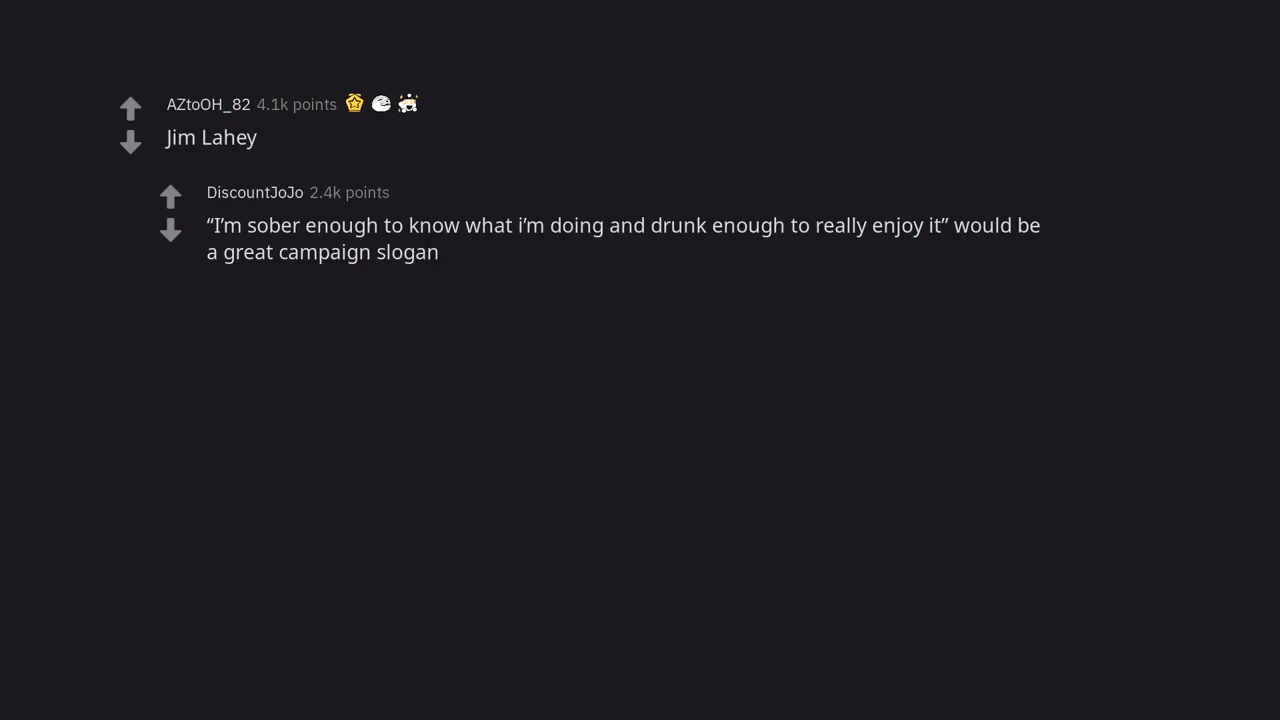 AZtoOH_82 4.1k points
Jim Lahey
DiscountJoJo 2.4k points
“I’m sober enough to know what i’m doing and drunk enough to really enjoy it” would be
a great campaign slogan